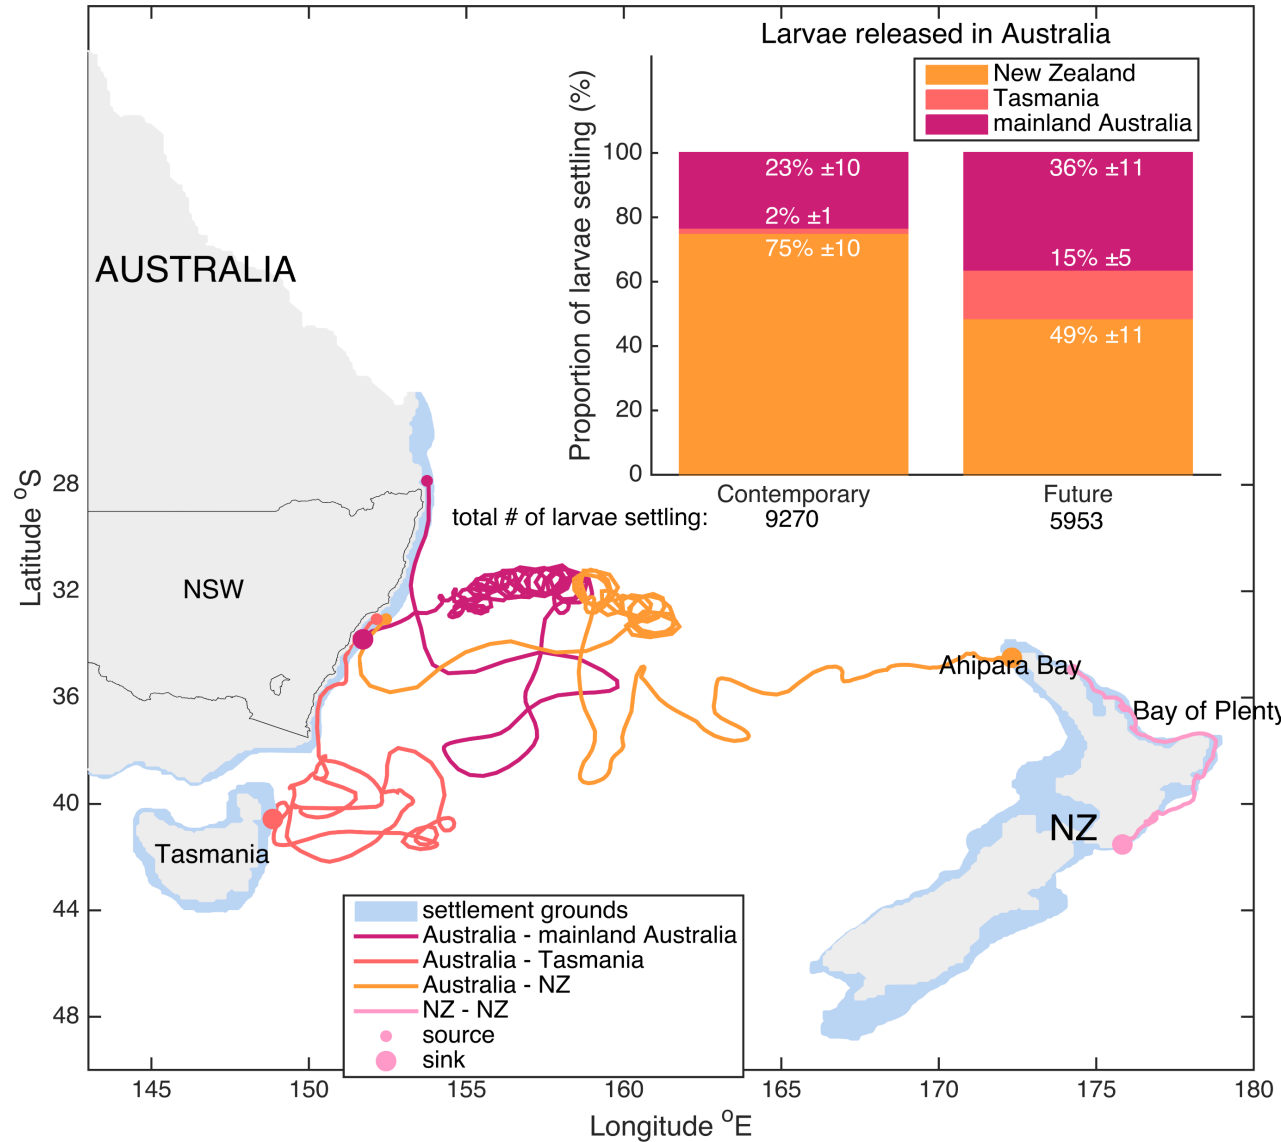 Larvae released in Australia
New Zealand
Tasmania
mainland Australia
Proportion of larvae settling (%)
100
80
60
40
20
0
23% ±10
2% ±1
75% ±10
36% ±11
15% ±5
49% ±11
Contemporary
Future
total # of larvae settling:
9270
5953
AUSTRALIA
NSW
Tasmania
Ahipara Bay
Bay of Plenty
NZ
Latitude °S
28
32
36
40
44
48
settlement grounds
Australia - mainland Australia
Australia - Tasmania
Australia - NZ
NZ - NZ
source
sink
145
150
155
160
165
170
175
180
Longitude °E